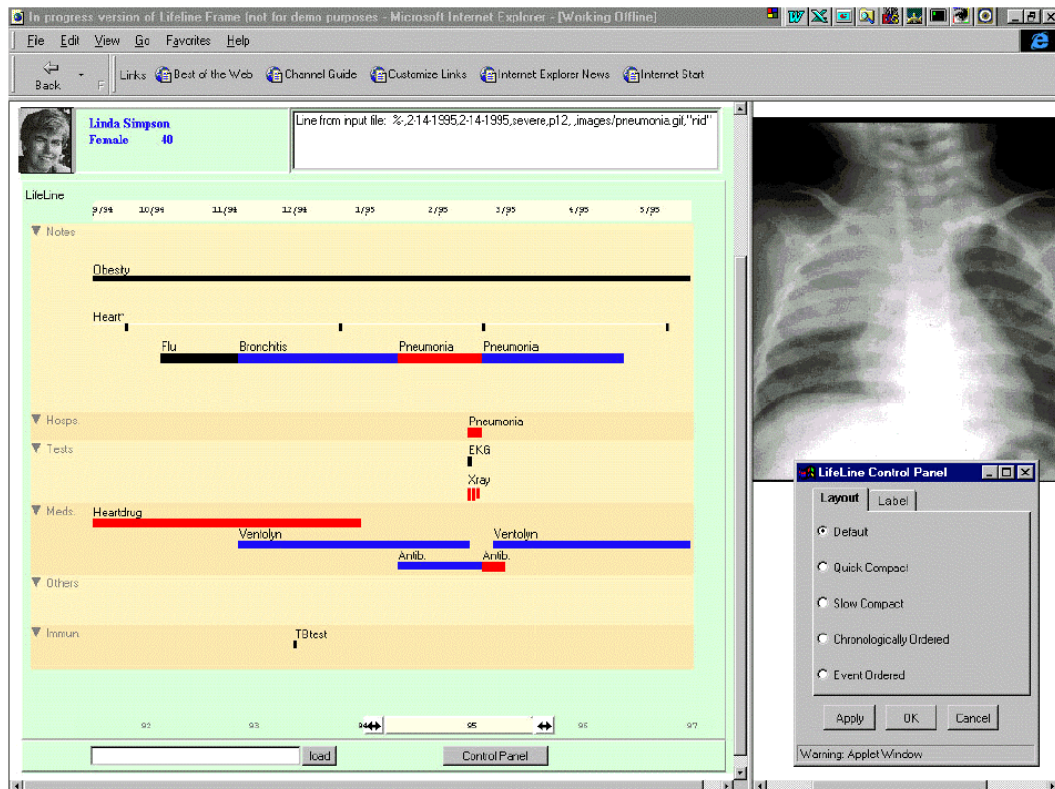 In progress version of Lifeline Frame (not for demo purposes - Microsoft Internet Explorer - [Working Offline]
File Edit View Go Favorites Help
Back F Links Best of the Web Channel Guide Customize Links Internet Explorer News Internet Start
Linda Simpson
Female 40
Line from input file: %-,2-14-1995,2-14-1995,severe,p12, ,images/pneumonia.gif,"nid"
LifeLine
9/94 10/94 11/94 12/94 1/95 2/95 3/95 4/95 5/95
Notes
Obesty
Heart*
Flu Bronchitis Pneumonia Pneumonia
Hosps.
Pneumonia
Tests
EKG
Xray
Meds.
Heartdrug
Ventolyn Ventolyn
Antib. Antib.
Others
Immun.
TBtest
92 93 94 95 96 97
load Control Panel
LifeLine Control Panel
Layout Label
Default
Quick Compact
Slow Compact
Chronologically Ordered
Event Ordered
Apply OK Cancel
Warning: Applet Window